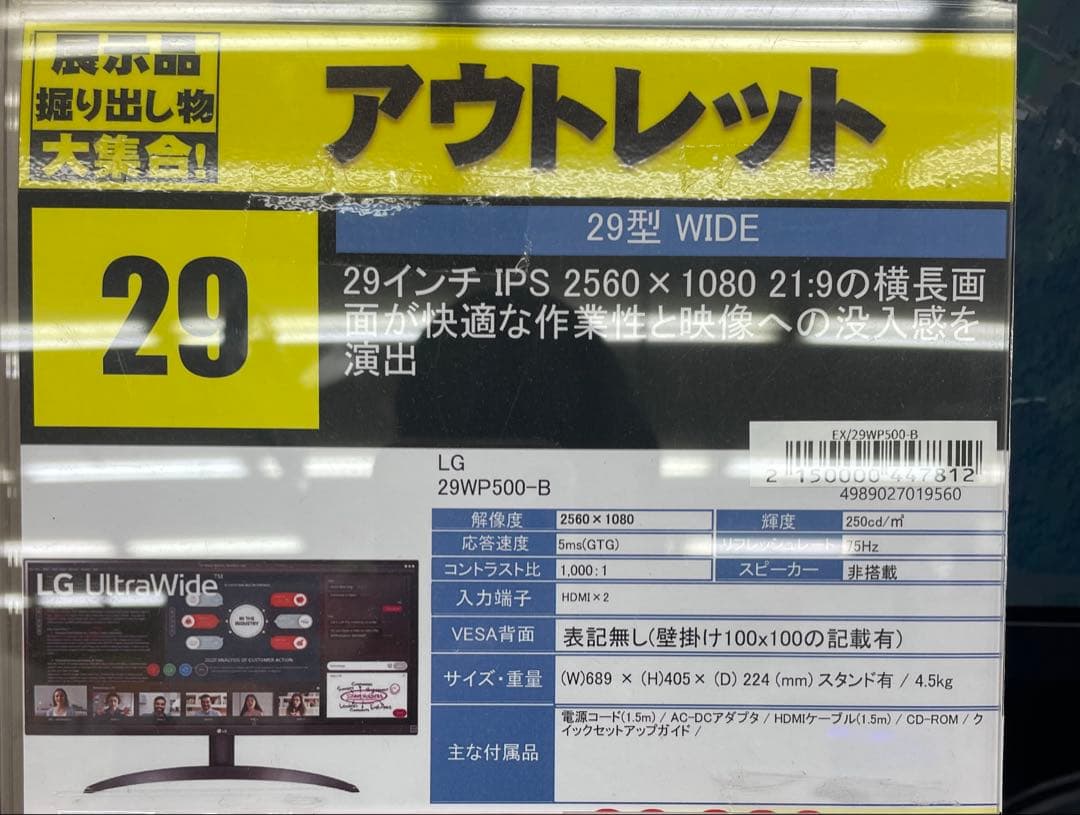 展示品
掘り出し物
大集合!
アウトレット
29
29型 WIDE
29インチ IPS 2560×1080 21:9の横長画
面が快適な作業性と映像への没入感を
演出
EX/29WP500-B
2 150000 447812
4989027019560
LG
29WP500-B
解像度 2560×1080 輝度 250cd/㎡
応答速度 5ms(GTG) リフレッシュレート 75Hz
コントラスト比 1,000:1 スピーカー 非搭載
入力端子 HDMI×2
VESA背面 表記無し(壁掛け100x100の記載有)
サイズ・重量 (W)689 × (H)405× (D) 224 (mm) スタンド有 / 4.5kg
主な付属品 電源コード(1.5m) / AC-DCアダプタ / HDMIケーブル(1.5m) / CD-ROM / ク
イックセットアップガイド /
LG UltraWide™
IN THE
INDUSTRY
2020 ANALYSIS OF CUSTOMER ACTION
LG